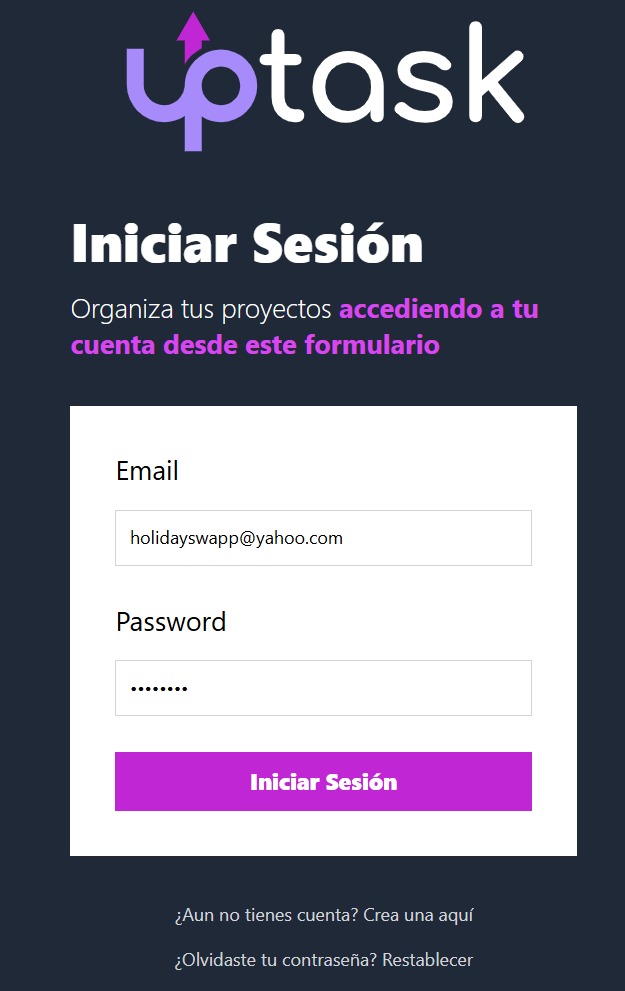 uptask
Iniciar Sesión
Organiza tus proyectos accediendo a tu
cuenta desde este formulario
Email
holidayswapp@yahoo.com
Password
••••••••
Iniciar Sesión
¿Aun no tienes cuenta? Crea una aquí
¿Olvidaste tu contraseña? Restablecer